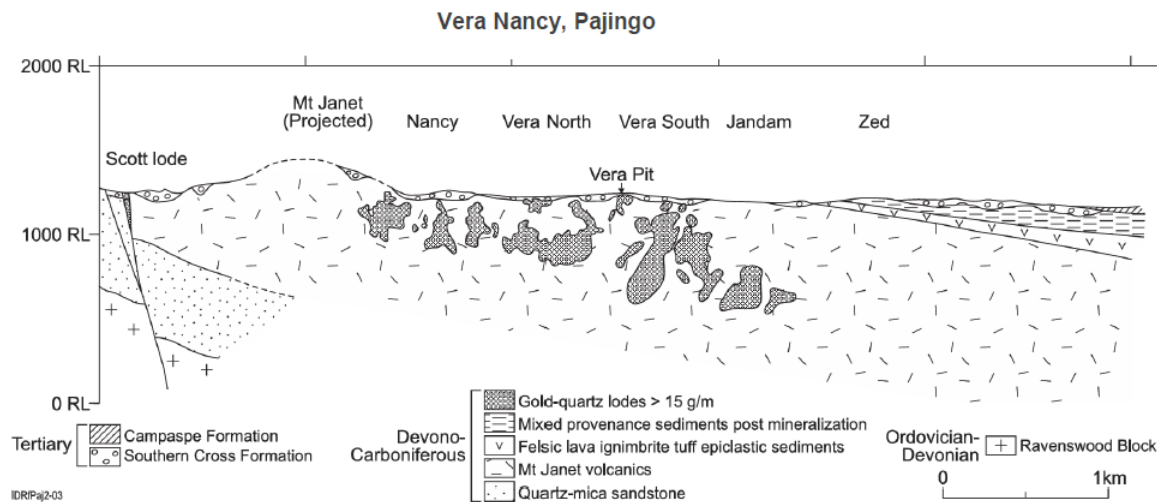 Vera Nancy, Pajingo
2000 RL
Mt Janet
(Projected)
Nancy
Vera North
Vera South
Jandam
Zed
Scott lode
Vera Pit
1000 RL
0 RL
Gold-quartz lodes > 15 g/m
Mixed provenance sediments post mineralization
Felsic lava ignimbrite tuff epiclastic sediments
Mt Janet volcanics
Quartz-mica sandstone
Devono-
Carboniferous
Tertiary
Campaspe Formation
Southern Cross Formation
Ordovician-
Devonian
Ravenswood Block
0
1km
IDR/Paj2-03